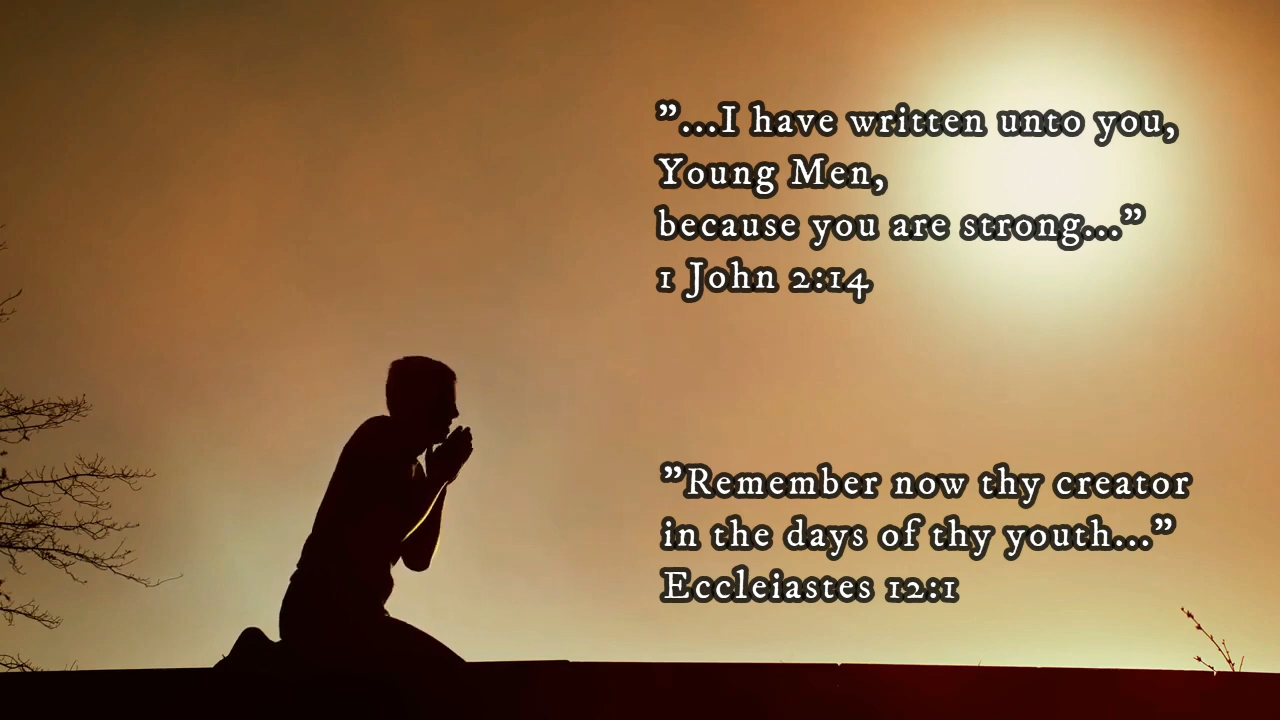 ”...I have written unto you,
Young Men,
because you are strong...”
1 John 2:14
”Remember now thy creator
in the days of thy youth...”
Eccleiastes 12:1